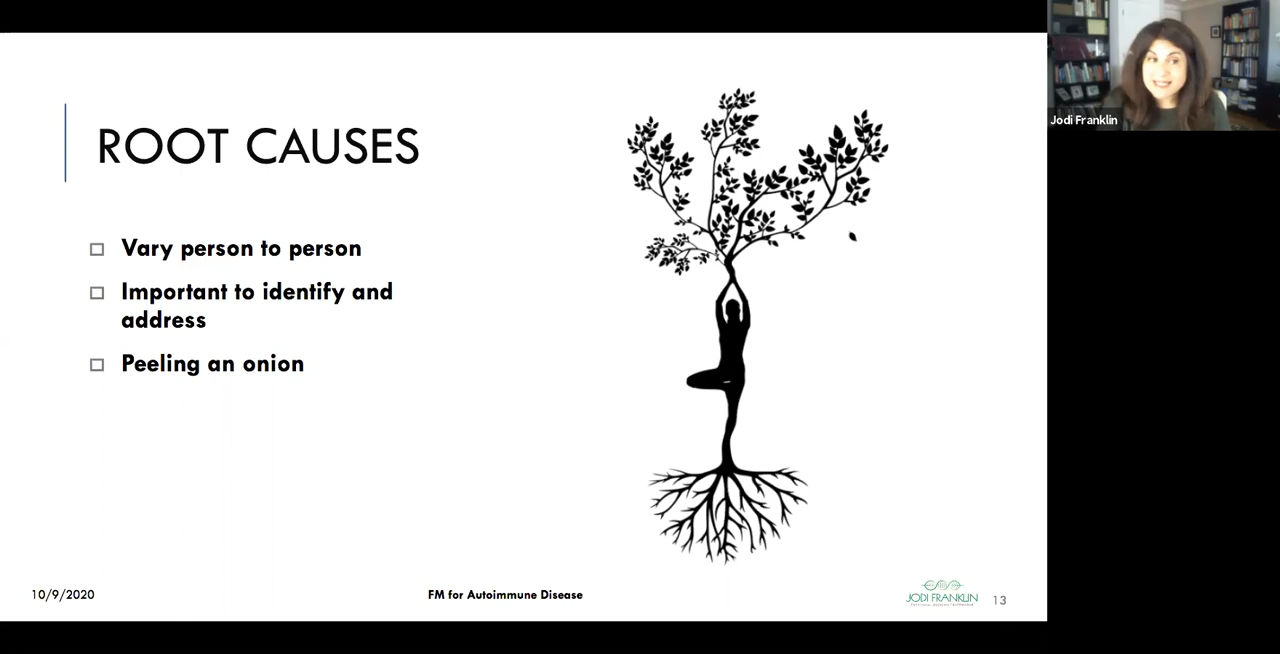 Jodi Franklin
ROOT CAUSES
Vary person to person
Important to identify and
address
Peeling an onion
10/9/2020
FM for Autoimmune Disease
JODI FRANKLIN
13